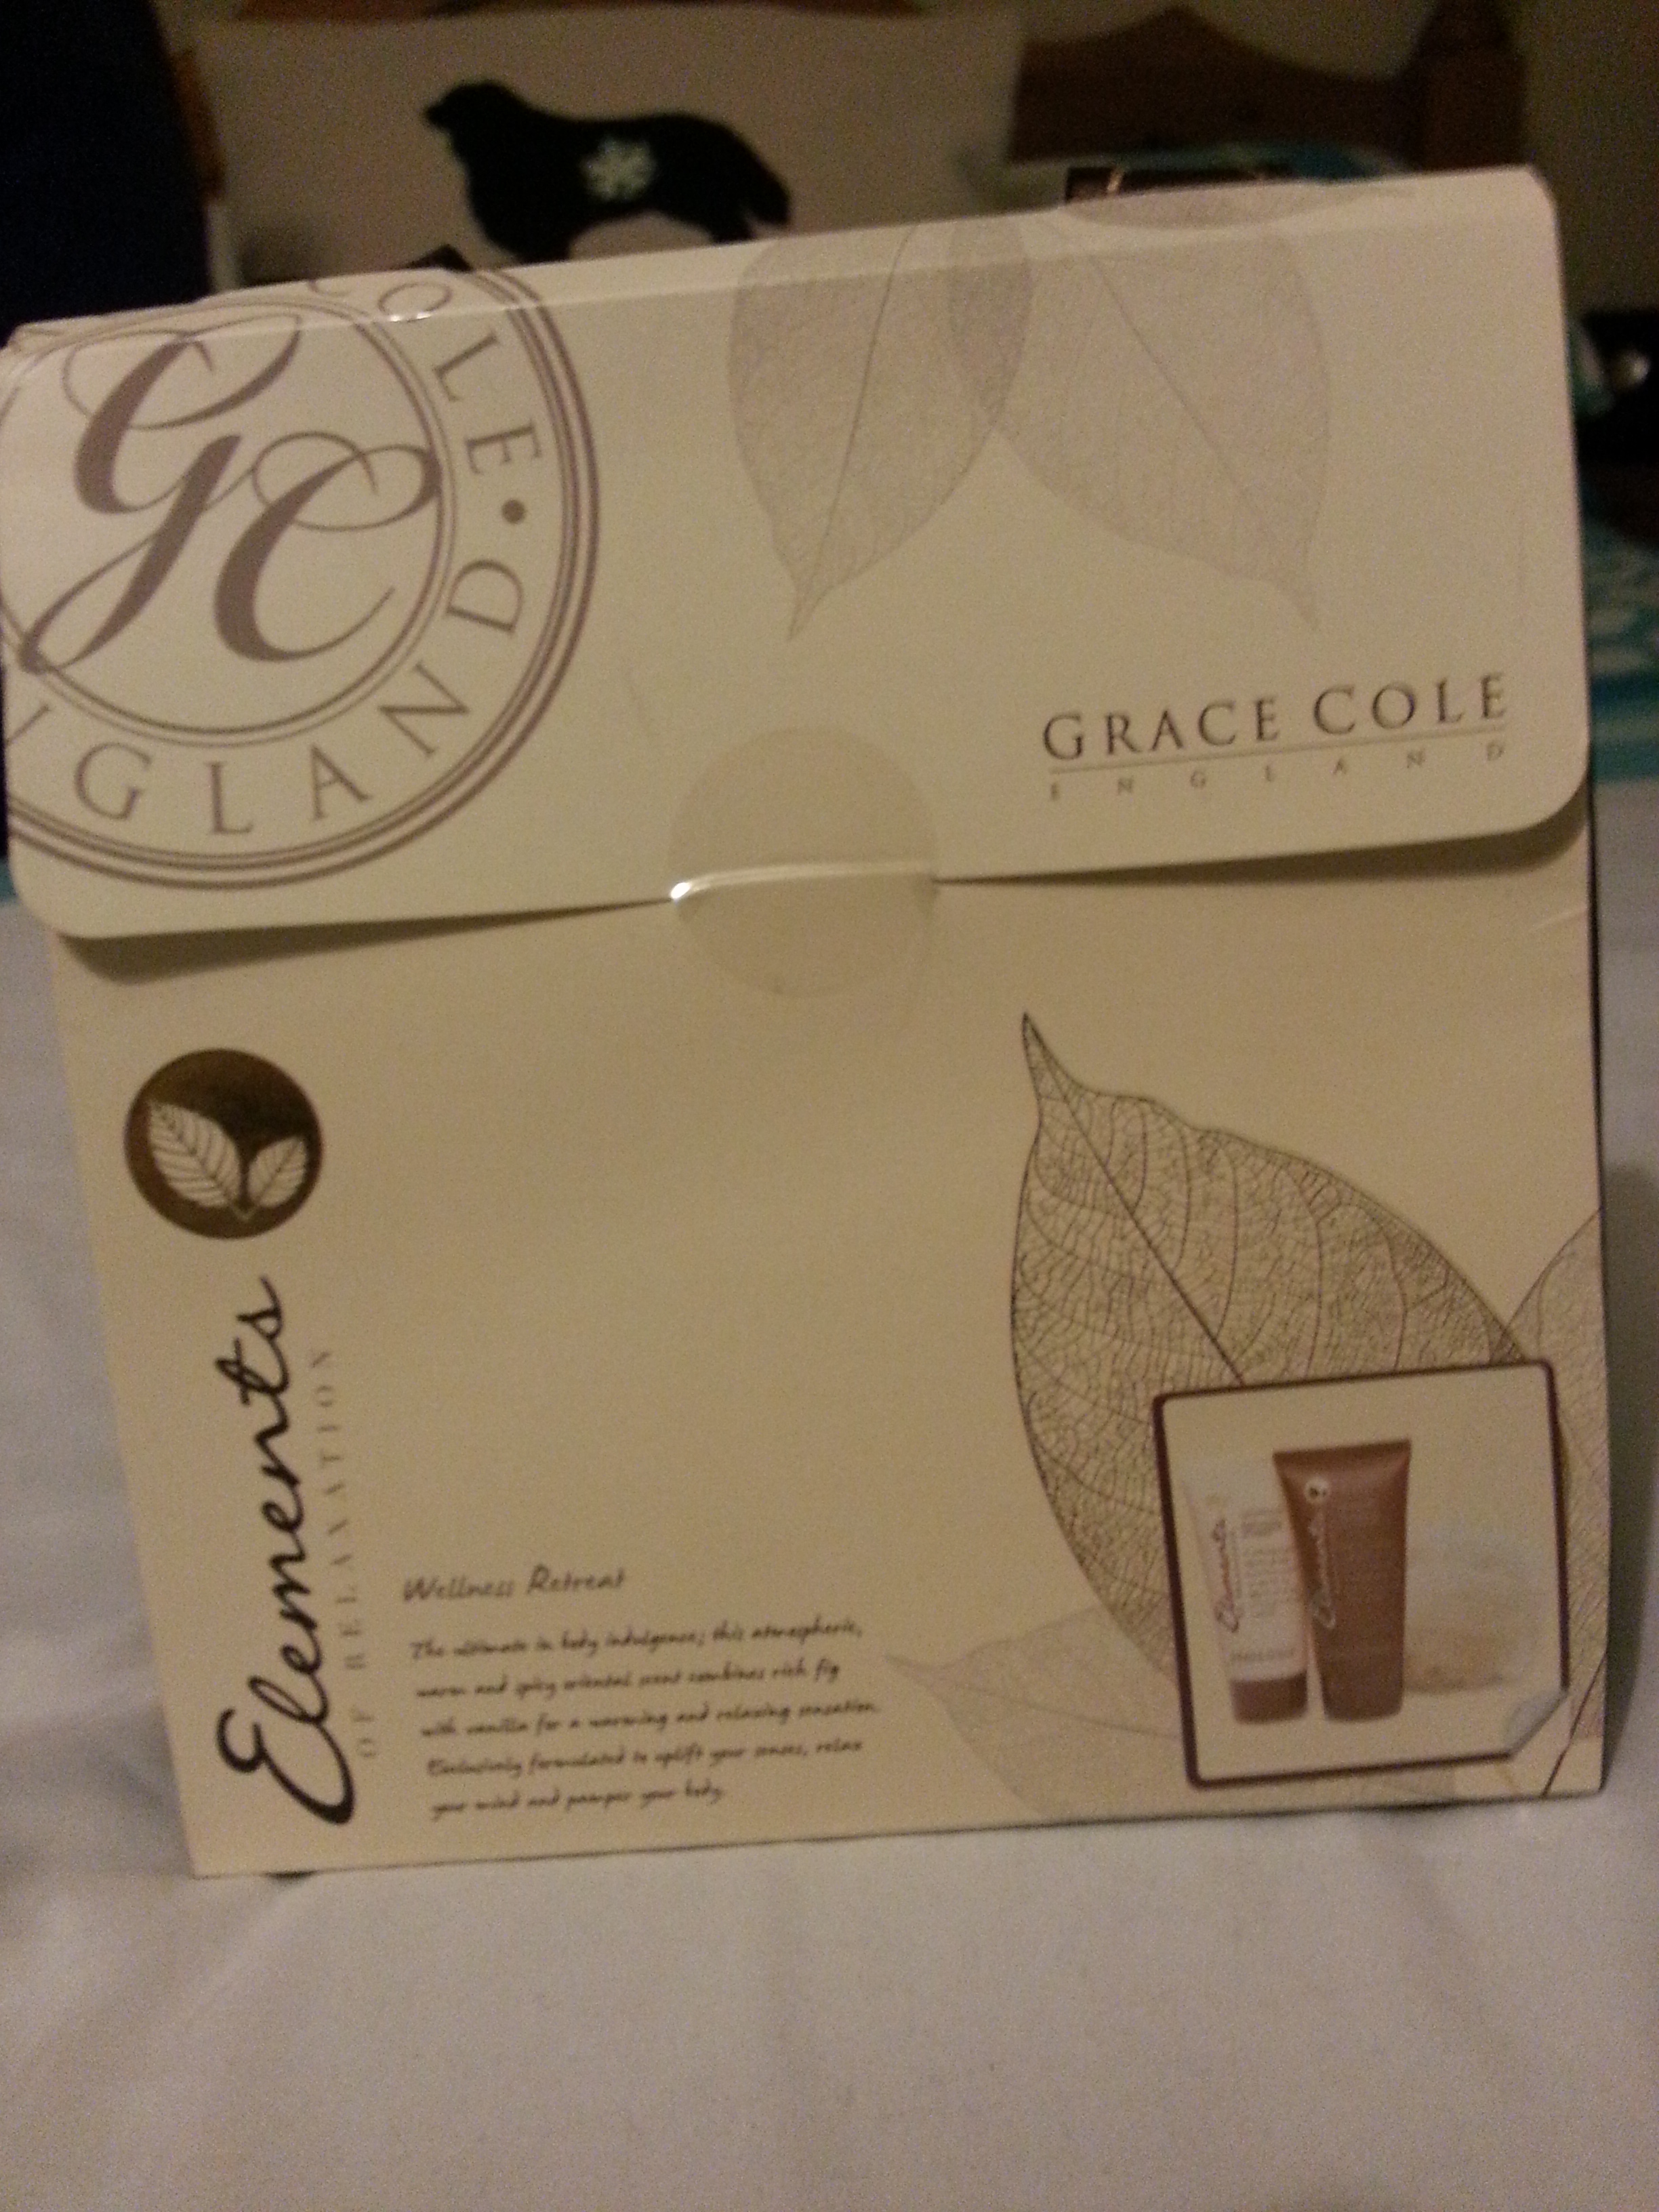 GC
COLE • ENGLAND
GRACE COLE
ENGLAND
Elements
OF RELAXATION
Wellness Retreat
The ultimate in body indulgence; this atmospheric,
warm and spicy oriental scent combines rich fig
with vanilla for a warming and relaxing sensation.
Exclusively formulated to uplift your senses, relax
your mind and pamper your body.
Elements
Elements